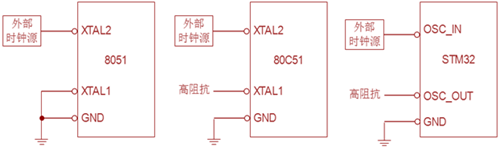 外部
时钟源
XTAL2
8051
XTAL1
GND
外部
时钟源
XTAL2
80C51
高阻抗
XTAL1
GND
外部
时钟源
OSC_IN
STM32
高阻抗
OSC_OUT
GND